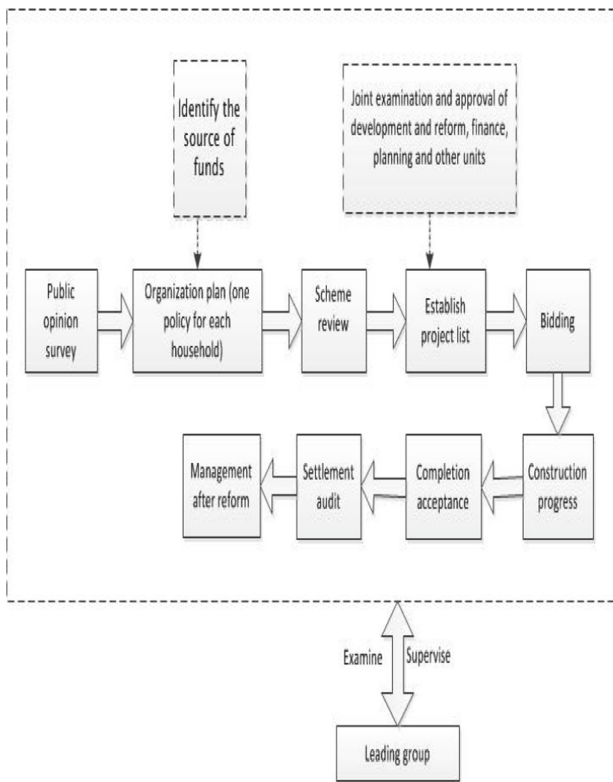 Identify the
source of
funds
Joint examination and approval of
development and reform, finance,
planning and other units
Public
opinion
survey
Organization plan (one
policy for each
household)
Scheme
review
Establish
project list
Bidding
Management
after reform
Settlement
audit
Completion
acceptance
Construction
progress
Examine
Supervise
Leading group